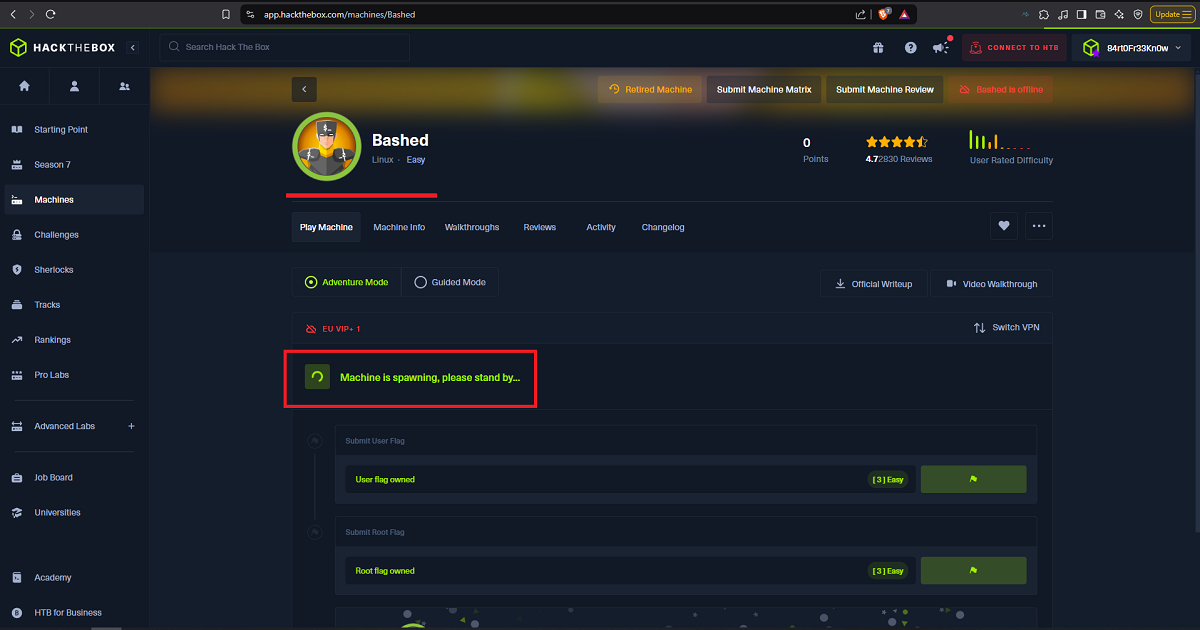 app.hackthebox.com/machines/Bashed
Update
HACKTHEBOX
Search Hack The Box
CONNECT TO HTB
84rt0Fr33Kn0w
Retired Machine
Submit Machine Matrix
Submit Machine Review
Bashed is offline
Starting Point
Season 7
Machines
Challenges
Sherlocks
Tracks
Rankings
Pro Labs
Advanced Labs
Job Board
Universities
Academy
HTB for Business
Bashed
Linux · Easy
0
Points
4.7 2830 Reviews
User Rated Difficulty
Play Machine
Machine Info
Walkthroughs
Reviews
Activity
Changelog
Adventure Mode
Guided Mode
Official Writeup
Video Walkthrough
EU VIP+ 1
Switch VPN
Machine is spawning, please stand by...
Submit User Flag
User flag owned
[ 3 ] Easy
Submit Root Flag
Root flag owned
[ 3 ] Easy